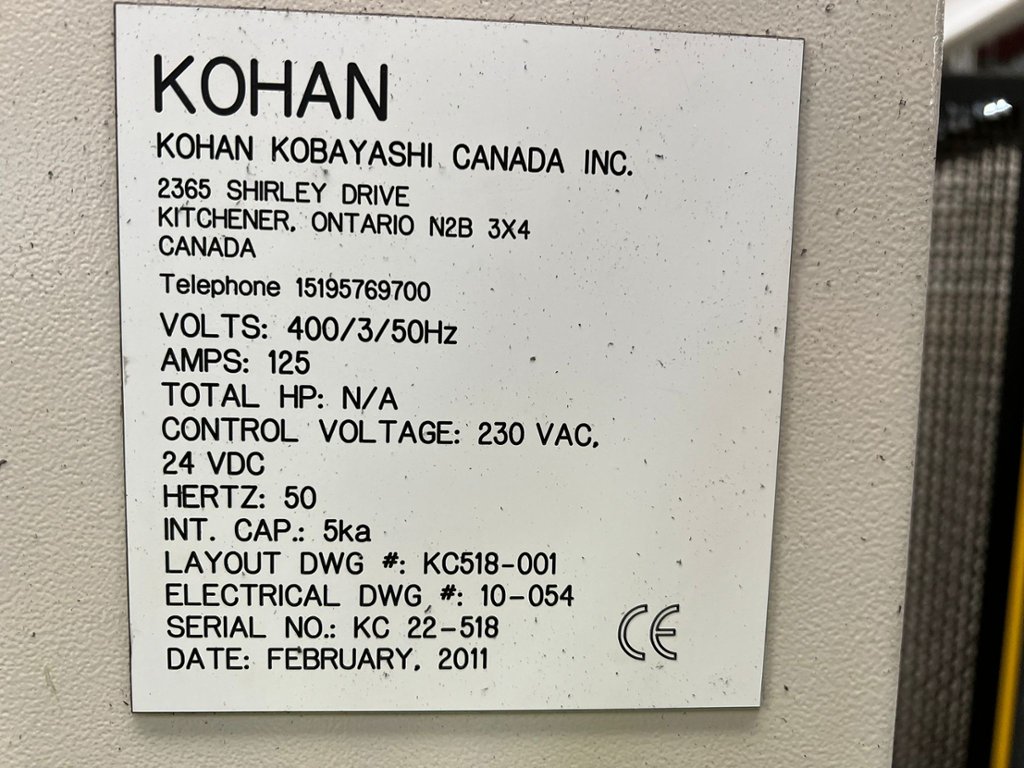 KOHAN
KOHAN KOBAYASHI CANADA INC.
2365 SHIRLEY DRIVE
KITCHENER, ONTARIO N2B 3X4
CANADA
Telephone 15195769700
VOLTS: 400/3/50Hz
AMPS: 125
TOTAL HP: N/A
CONTROL VOLTAGE: 230 VAC,
24 VDC
HERTZ: 50
INT. CAP.: 5ka
LAYOUT DWG #: KC518-001
ELECTRICAL DWG #: 10-054
SERIAL NO.: KC 22-518
DATE: FEBRUARY, 2011
CE